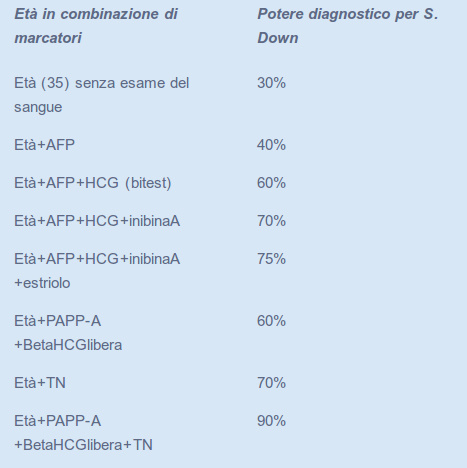 Età in combinazione di Potere diagnostico per S.
marcatori Down
Età (35) senza esame del 30%
sangue
Età+AFP 40%
Età+AFP+HCG (bitest) 60%
Età+AFP+HCG+inibinaA 70%
Età+AFP+HCG+inibinaA 75%
+estriolo
Età+PAPP-A 60%
+BetaHCGlibera
Età+TN 70%
Età+PAPP-A 90%
+BetaHCGlibera+TN